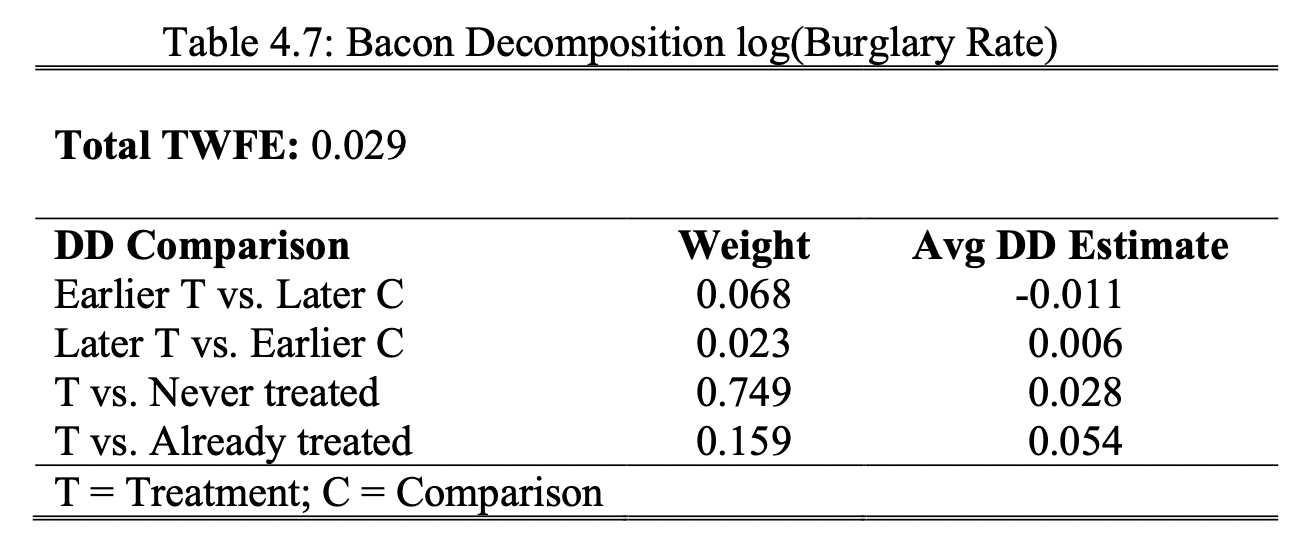 Table 4.7: Bacon Decomposition log(Burglary Rate)
Total TWFE: 0.029
DD Comparison Weight Avg DD Estimate
Earlier T vs. Later C 0.068 -0.011
Later T vs. Earlier C 0.023 0.006
T vs. Never treated 0.749 0.028
T vs. Already treated 0.159 0.054
T = Treatment; C = Comparison